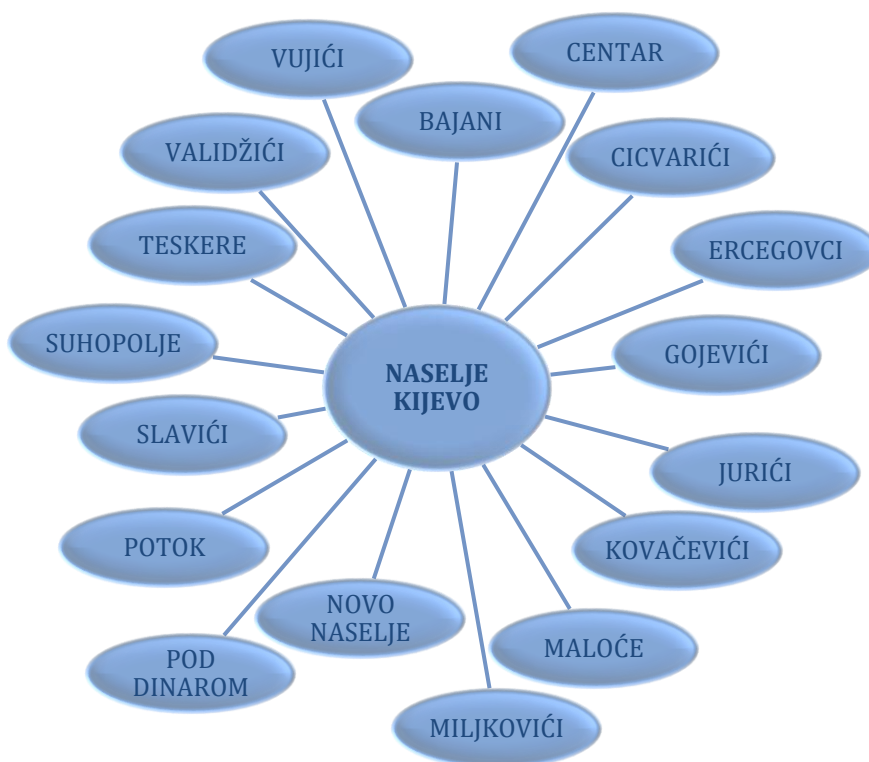 VUJIĆI
CENTAR
BAJANI
VALIDŽIĆI
CICVARIĆI
TESKERE
ERCEGOVCI
SUHOPOLJE
GOJEVIĆI
NASELJE
KIJEVO
SLAVIĆI
JURIĆI
POTOK
KOVAČEVIĆI
NOVO
NASELJE
MALOĆE
POD
DINAROM
MILJKOVIĆI